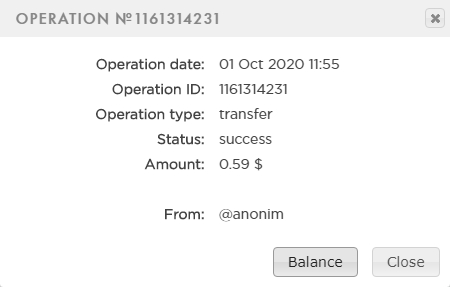 OPERATION №1161314231
Operation date: 01 Oct 2020 11:55
Operation ID: 1161314231
Operation type: transfer
Status: success
Amount: 0.59 $
From: @anonim
Balance Close